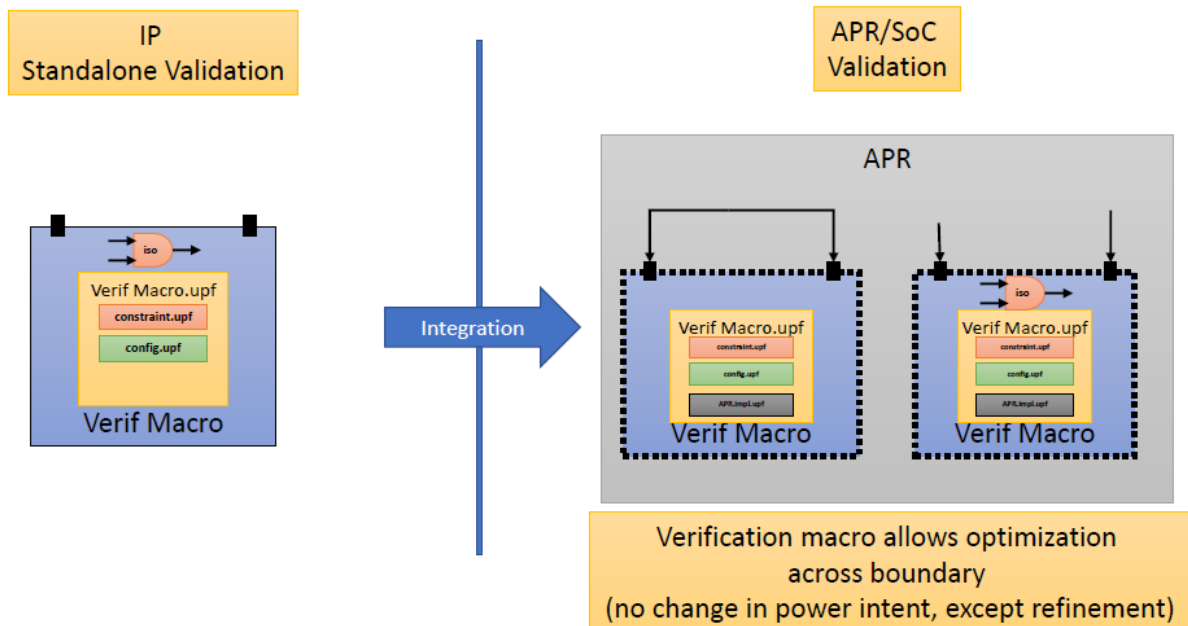 IP
Standalone Validation
APR/SoC
Validation
APR
iso
Verif Macro.upf
constraint.upf
config.upf
Verif Macro
Integration
Verif Macro.upf
constraint.upf
config.upf
APR.impl.upf
Verif Macro
iso
Verif Macro.upf
constraint.upf
config.upf
APR.impl.upf
Verif Macro
Verification macro allows optimization
across boundary
(no change in power intent, except refinement)